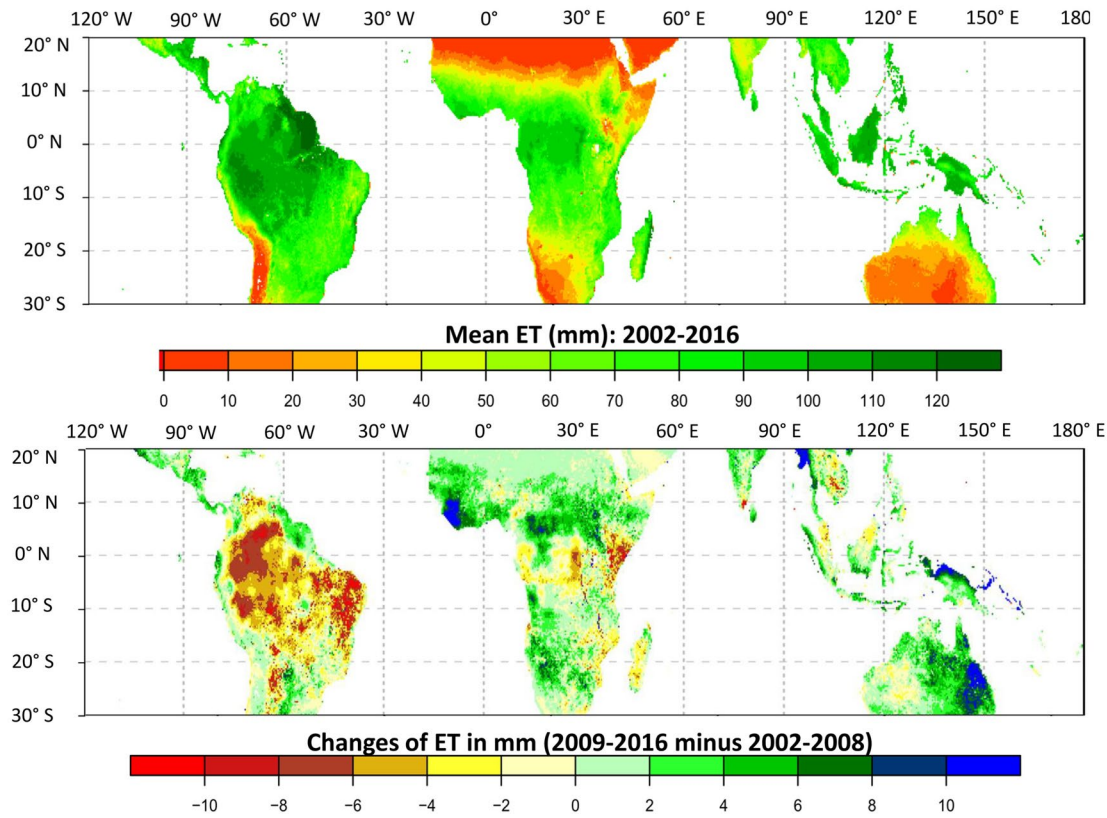 120° W 90° W 60° W 30° W 0° 30° E 60° E 90° E 120° E 150° E 180
20° N
10° N
0° N
10° S
20° S
30° S
Mean ET (mm): 2002-2016
0 10 20 30 40 50 60 70 80 90 100 110 120
120° W 90° W 60° W 30° W 0° 30° E 60° E 90° E 120° E 150° E 180° E
20° N
10° N
0° N
10° S
20° S
30° S
Changes of ET in mm (2009-2016 minus 2002-2008)
−10 −8 −6 −4 −2 0 2 4 6 8 10